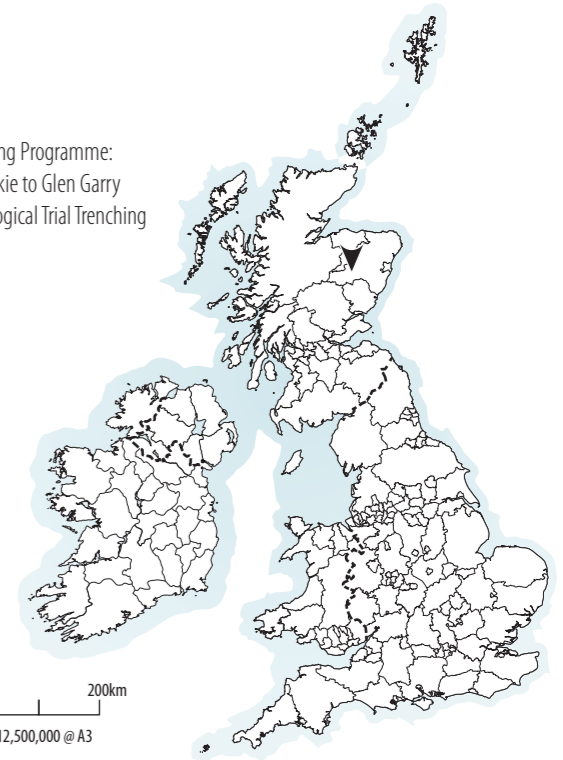 ng Programme:
kie to Glen Garry
ogical Trial Trenching
200km
12,500,000 @ A3